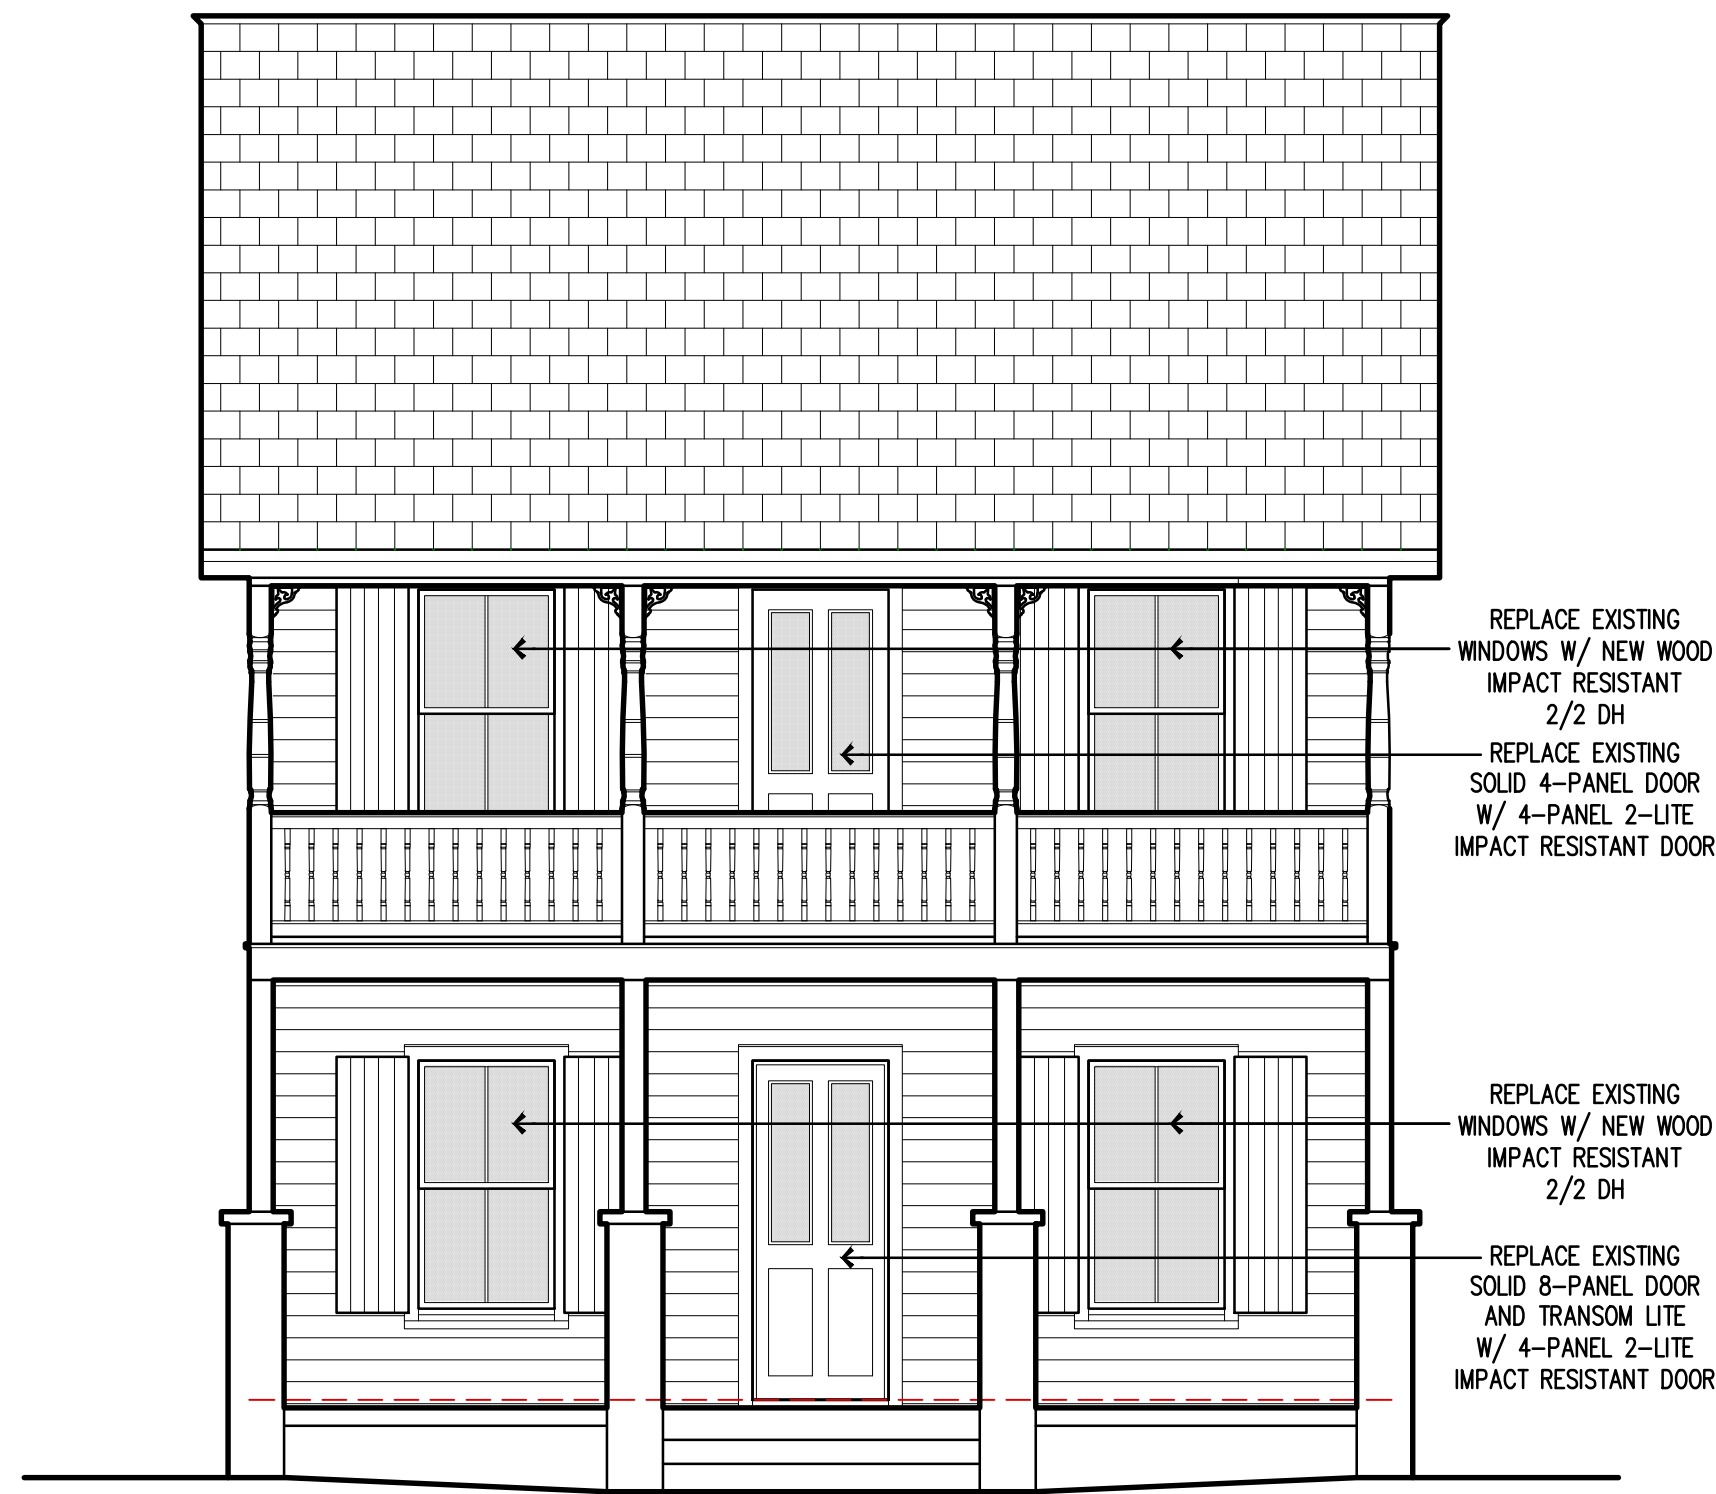 REPLACE EXISTING
WINDOWS W/ NEW WOOD
IMPACT RESISTANT
2/2 DH
REPLACE EXISTING
SOLID 4-PANEL DOOR
W/ 4-PANEL 2-LITE
IMPACT RESISTANT DOOR
REPLACE EXISTING
WINDOWS W/ NEW WOOD
IMPACT RESISTANT
2/2 DH
REPLACE EXISTING
SOLID 8-PANEL DOOR
AND TRANSOM LITE
W/ 4-PANEL 2-LITE
IMPACT RESISTANT DOOR